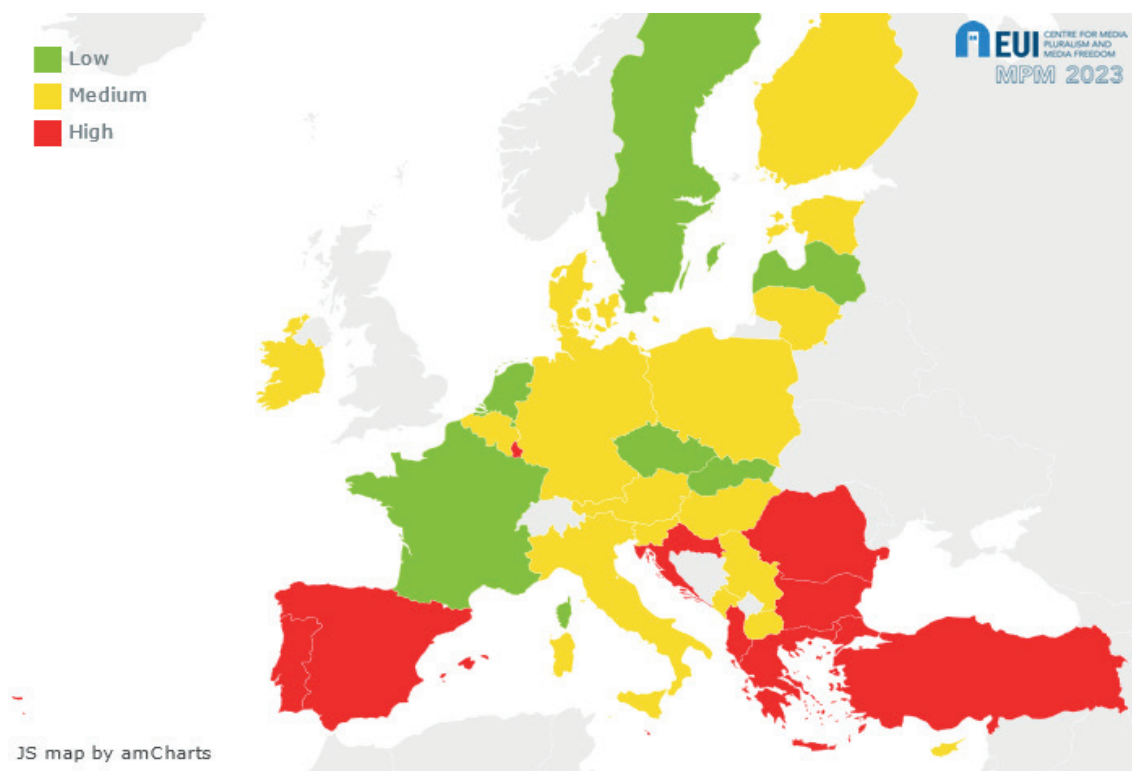 Low
Medium
High
EUI
CENTRE FOR MEDIA
PLURALISM AND
MEDIA FREEDOM
MPM 2023
JS map by amCharts